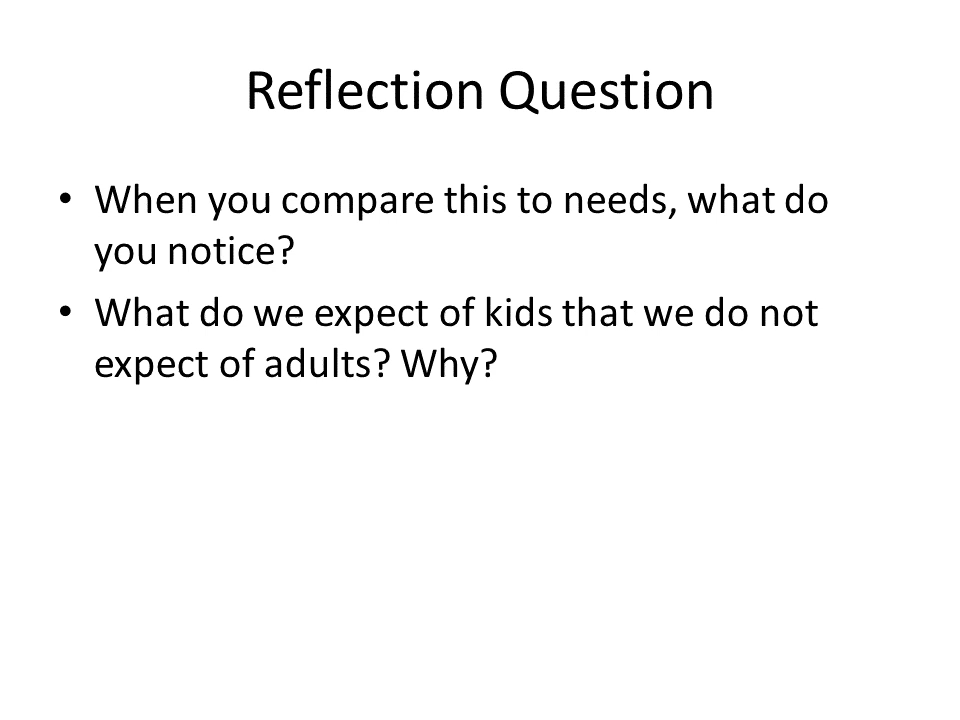 Reflection Question
• When you compare this to needs, what do
you notice?
• What do we expect of kids that we do not
expect of adults? Why?